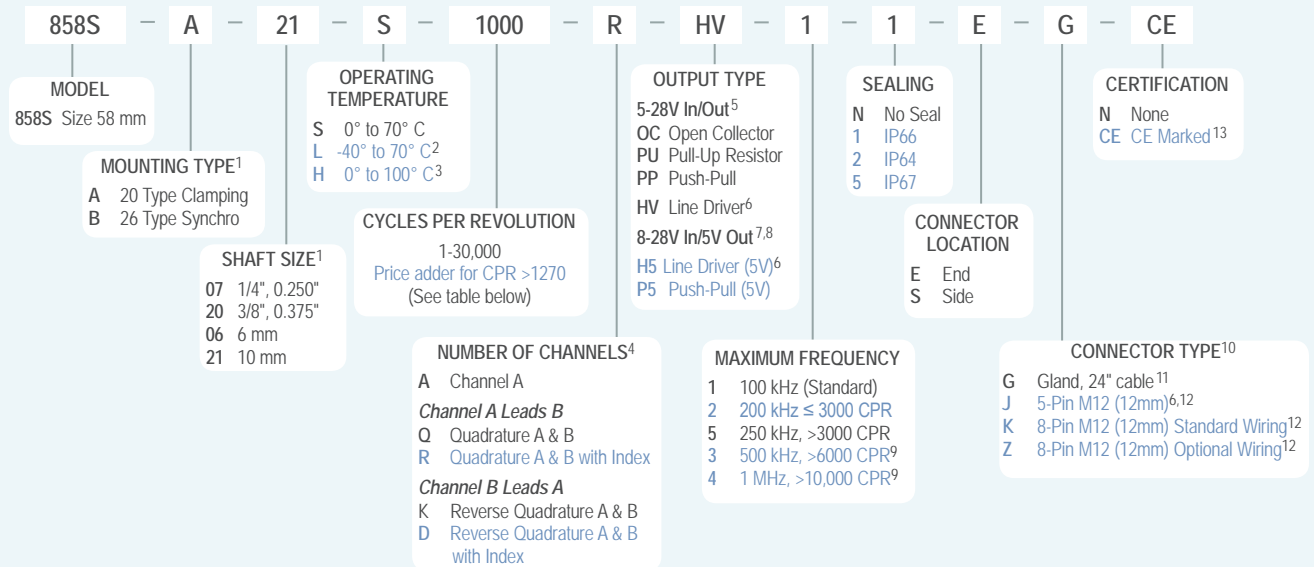 858S – A – 21 – S – 1000 – R – HV – 1 – 1 – E – G – CE
MODEL
858S Size 58 mm
MOUNTING TYPE1
A 20 Type Clamping
B 26 Type Synchro
SHAFT SIZE1
07 1/4", 0.250"
20 3/8", 0.375"
06 6 mm
21 10 mm
OPERATING
TEMPERATURE
S 0° to 70° C
L -40° to 70° C2
H 0° to 100° C3
CYCLES PER REVOLUTION
1-30,000
Price adder for CPR >1270
(See table below)
NUMBER OF CHANNELS4
A Channel A
Channel A Leads B
Q Quadrature A & B
R Quadrature A & B with Index
Channel B Leads A
K Reverse Quadrature A & B
D Reverse Quadrature A & B
with Index
OUTPUT TYPE
5-28V In/Out5
OC Open Collector
PU Pull-Up Resistor
PP Push-Pull
HV Line Driver6
8-28V In/5V Out7,8
H5 Line Driver (5V)6
P5 Push-Pull (5V)
MAXIMUM FREQUENCY
1 100 kHz (Standard)
2 200 kHz ≤ 3000 CPR
5 250 kHz, >3000 CPR
3 500 kHz, >6000 CPR9
4 1 MHz, >10,000 CPR9
SEALING
N No Seal
1 IP66
2 IP64
5 IP67
CONNECTOR
LOCATION
E End
S Side
CONNECTOR TYPE10
G Gland, 24" cable11
J 5-Pin M12 (12mm)6,12
K 8-Pin M12 (12mm) Standard Wiring12
Z 8-Pin M12 (12mm) Optional Wiring12
CERTIFICATION
N None
CE CE Marked13